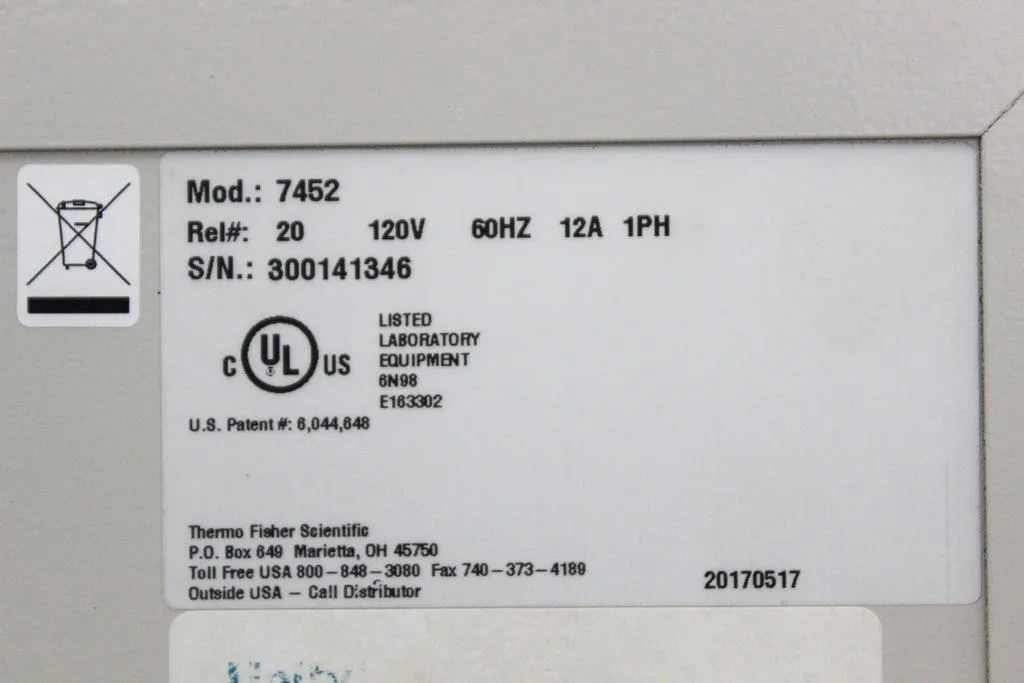 Mod.: 7452
Rel#: 20 120V 60HZ 12A 1PH
S/N.: 300141346
C UL ® US
LISTED
LABORATORY
EQUIPMENT
6N98
E163302
U.S. Patent #: 6,044,648
Thermo Fisher Scientific
P.O. Box 649 Marietta, OH 45750
Toll Free USA 800-848-3080 Fax 740-373-4189
Outside USA - Call Distributor
20170517